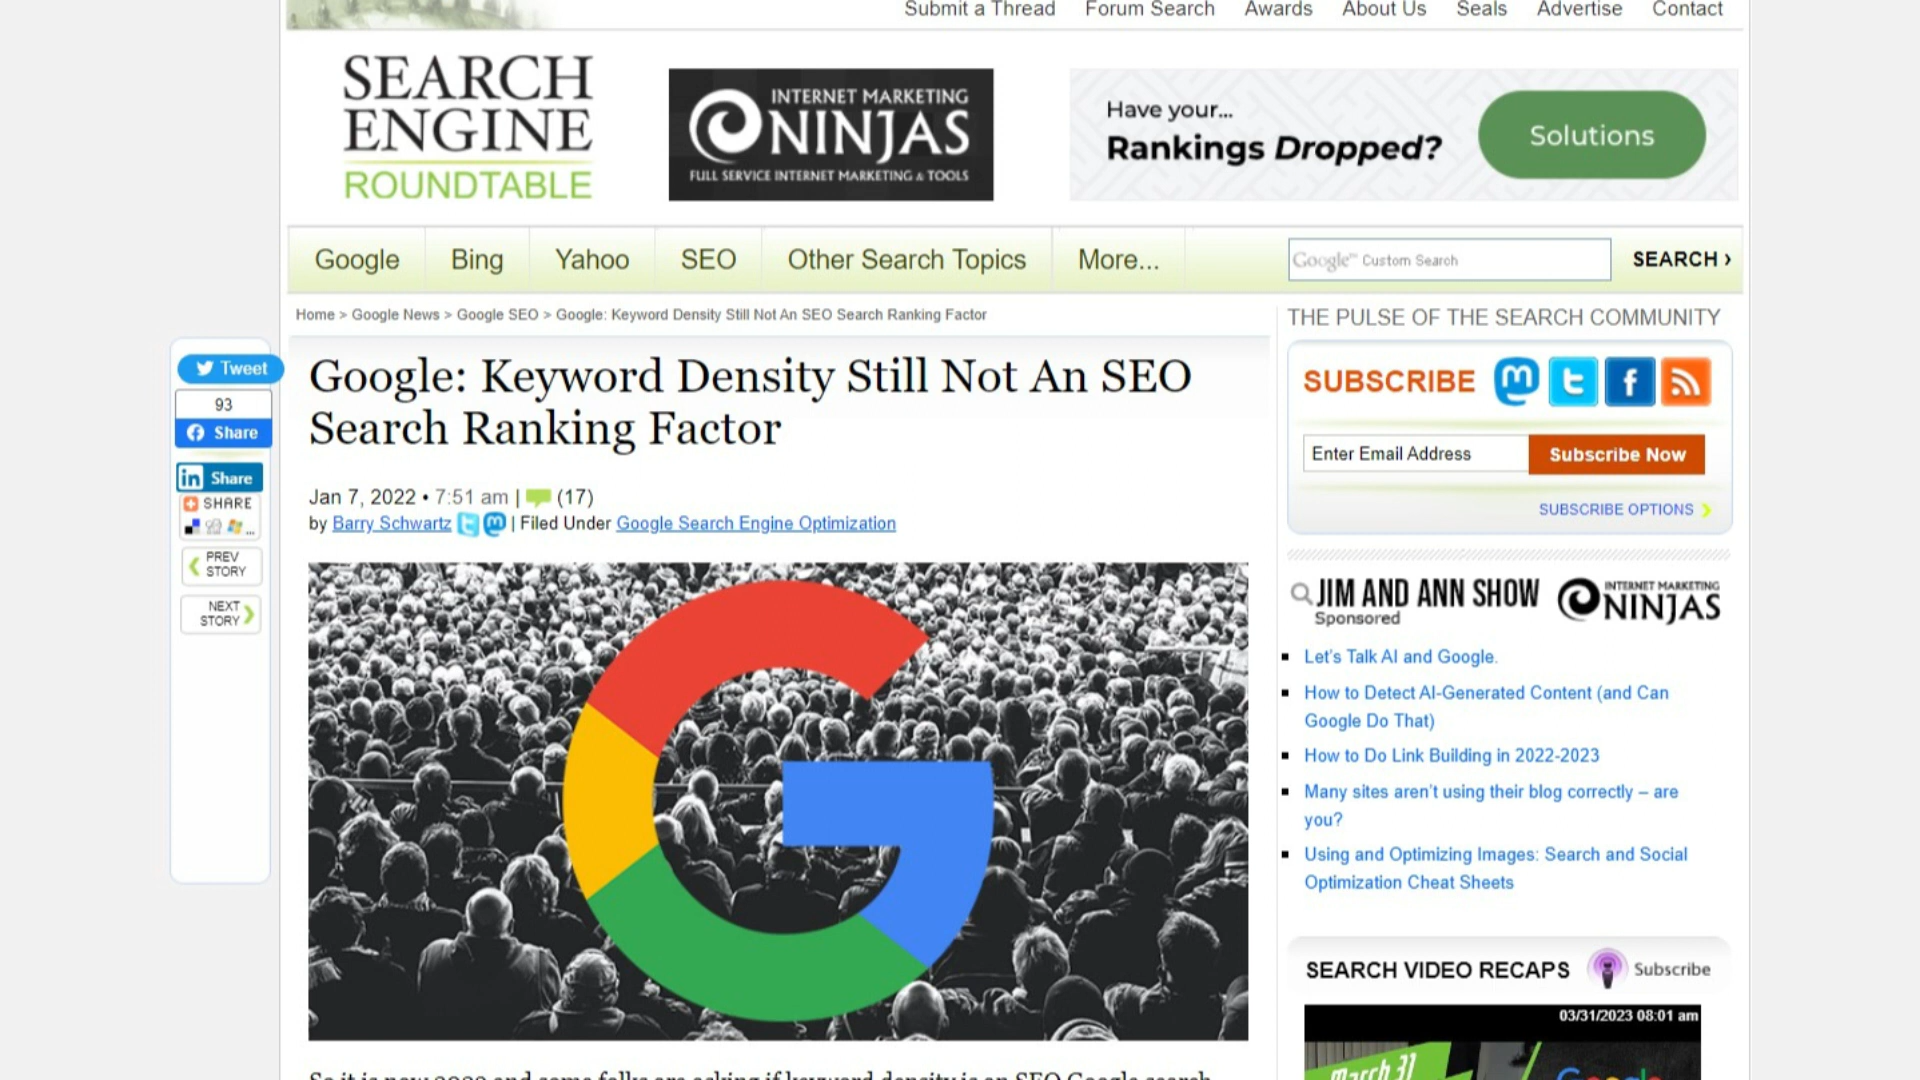 Submit a Thread Forum Search Awards About Us Seals Advertise Contact
SEARCH
ENGINE
ROUNDTABLE
INTERNET MARKETING
NINJAS
FULL SERVICE INTERNET MARKETING & TOOLS
Have your...
Rankings Dropped?
Solutions
Google Bing Yahoo SEO Other Search Topics More...
Google™ Custom Search
SEARCH ›
Home > Google News > Google SEO > Google: Keyword Density Still Not An SEO Search Ranking Factor
Tweet
93
Share
Share
SHARE
...
PREV
STORY
NEXT
STORY
Google: Keyword Density Still Not An SEO
Search Ranking Factor
Jan 7, 2022 • 7:51 am | (17)
by Barry Schwartz | Filed Under Google Search Engine Optimization
So it is now 2022 and some folks are asking if keyword density is an SEO Google search
THE PULSE OF THE SEARCH COMMUNITY
SUBSCRIBE
Enter Email Address
Subscribe Now
SUBSCRIBE OPTIONS
JIM AND ANN SHOW
Sponsored
INTERNET MARKETING
NINJAS
Let's Talk AI and Google.
How to Detect AI-Generated Content (and Can
Google Do That)
How to Do Link Building in 2022-2023
Many sites aren't using their blog correctly – are
you?
Using and Optimizing Images: Search and Social
Optimization Cheat Sheets
SEARCH VIDEO RECAPS
Subscribe
03/31/2023 08:01 am
March 31
Google